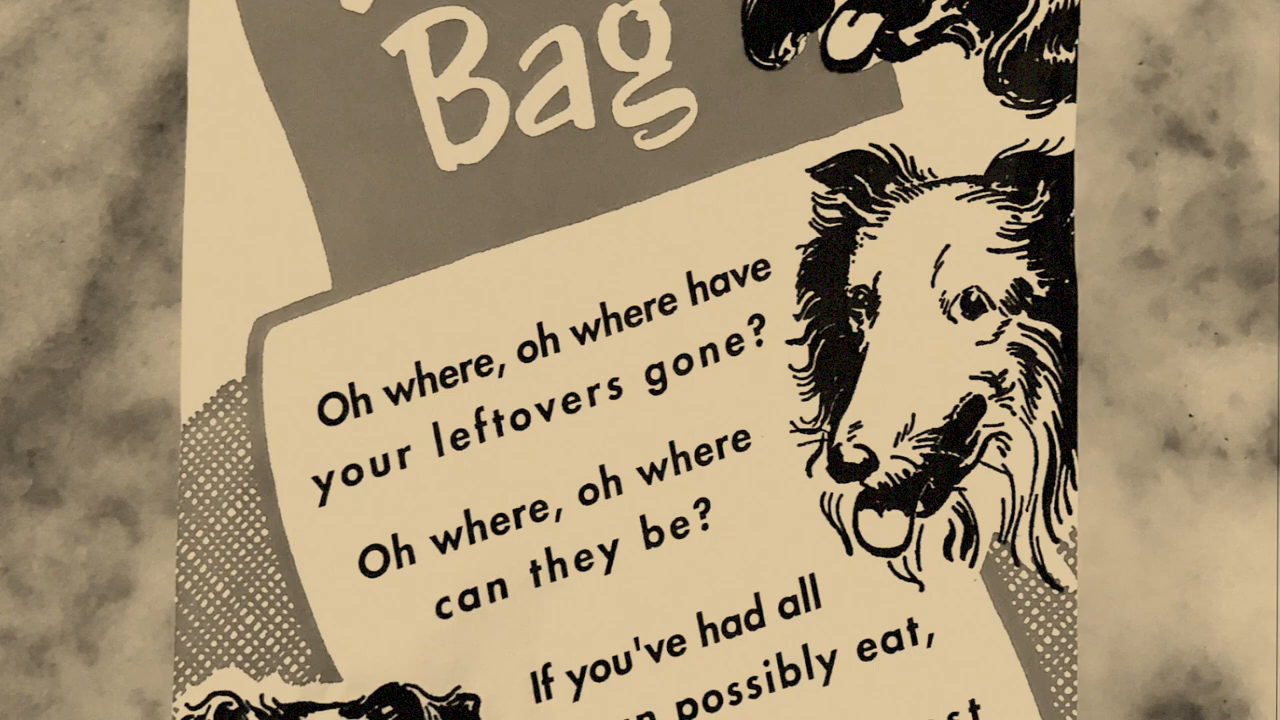 Bag
Oh where, oh where have
your leftovers gone?
Oh where, oh where
can they be?
If you've had all
possibly eat,